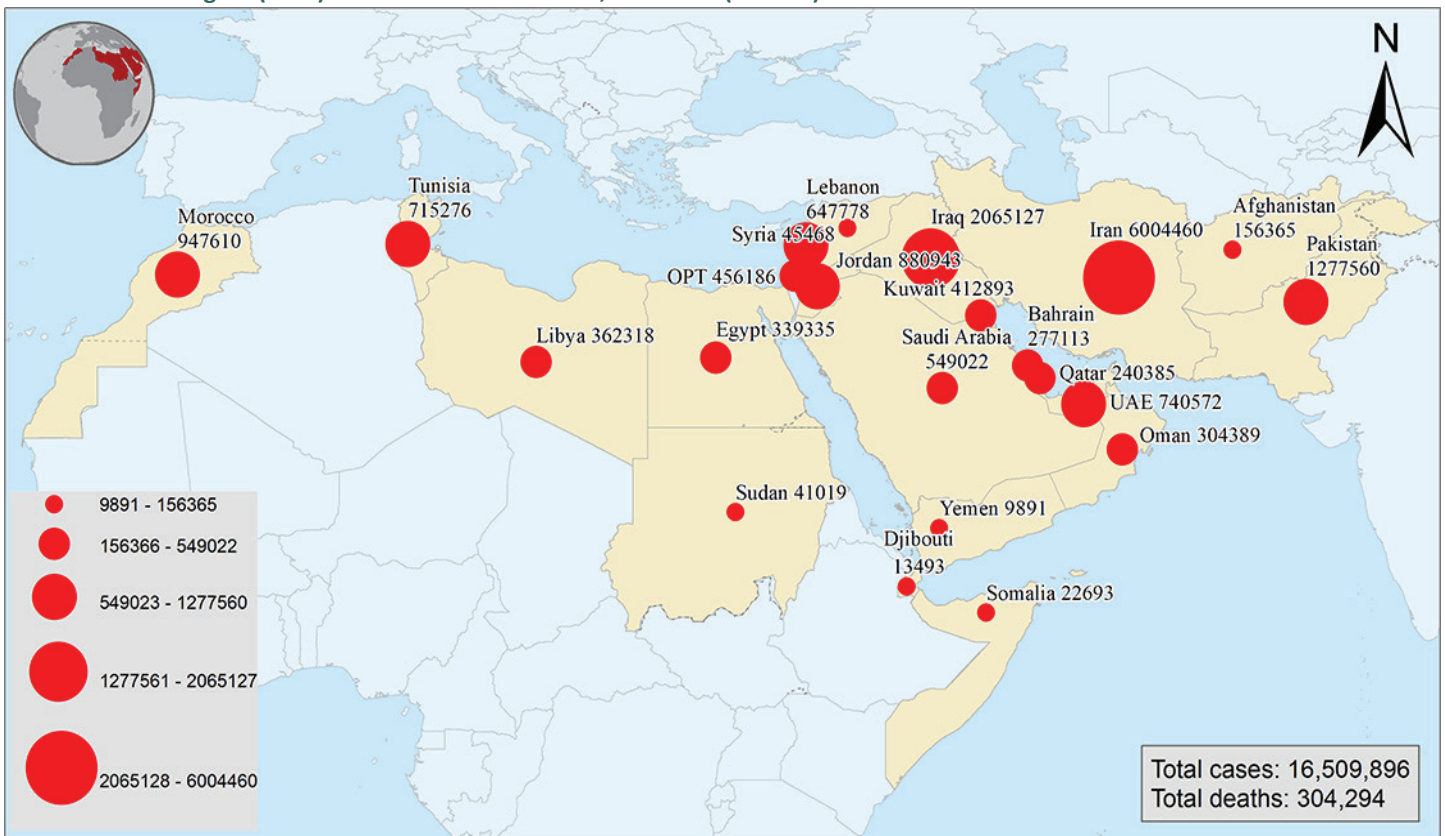 N
Tunisia
715276
Morocco
947610
Lebanon
647778
Syria 45468
Iraq 2065127
Iran 6004460
Afghanistan
156365
Pakistan
1277560
OPT 456186
Jordan 880943
Kuwait 412893
Bahrain
277113
Libya 362318
Egypt 339335
Saudi Arabia
549022
Qatar 240385
UAE 740572
Oman 304389
Sudan 41019
Yemen 9891
Djibouti
13493
Somalia 22693
9891 - 156365
156366 - 549022
549023 - 1277560
1277561 - 2065127
2065128 - 6004460
Total cases: 16,509,896
Total deaths: 304,294